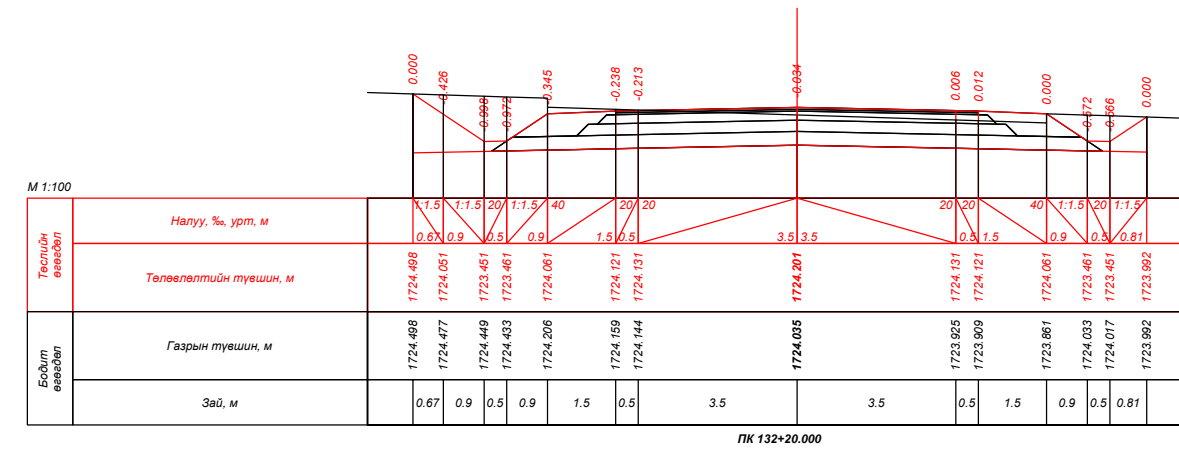 0.000 -0.426 -0.998 -0.972 0.345 -0.238 -0.213 -0.034 0.006 0.012 0.000 -0.572 -0.566 0.000
М 1:100
Төслийн өгөгдөл
Налуу, ‰, урт, м
1:1.5 1:1.5 20 1:1.5 40 20 20 20 20 40 1:1.5 20 1:1.5
0.67 0.9 0.5 0.9 1.5 0.5 3.5 3.5 0.5 1.5 0.9 0.5 0.81
Төлөвлөлтийн түвшин, м
1724.498 1724.051 1723.451 1723.461 1724.061 1724.121 1724.131 1724.201 1724.131 1724.121 1724.061 1723.461 1723.451 1723.992
Бодит өгөгдөл
Газрын түвшин, м
1724.498 1724.477 1724.449 1724.433 1724.206 1724.159 1724.144 1724.035 1723.925 1723.909 1723.861 1724.033 1724.017 1723.992
Зай, м
0.67 0.9 0.5 0.9 1.5 0.5 3.5 3.5 0.5 1.5 0.9 0.5 0.81
ПК 132+20.000